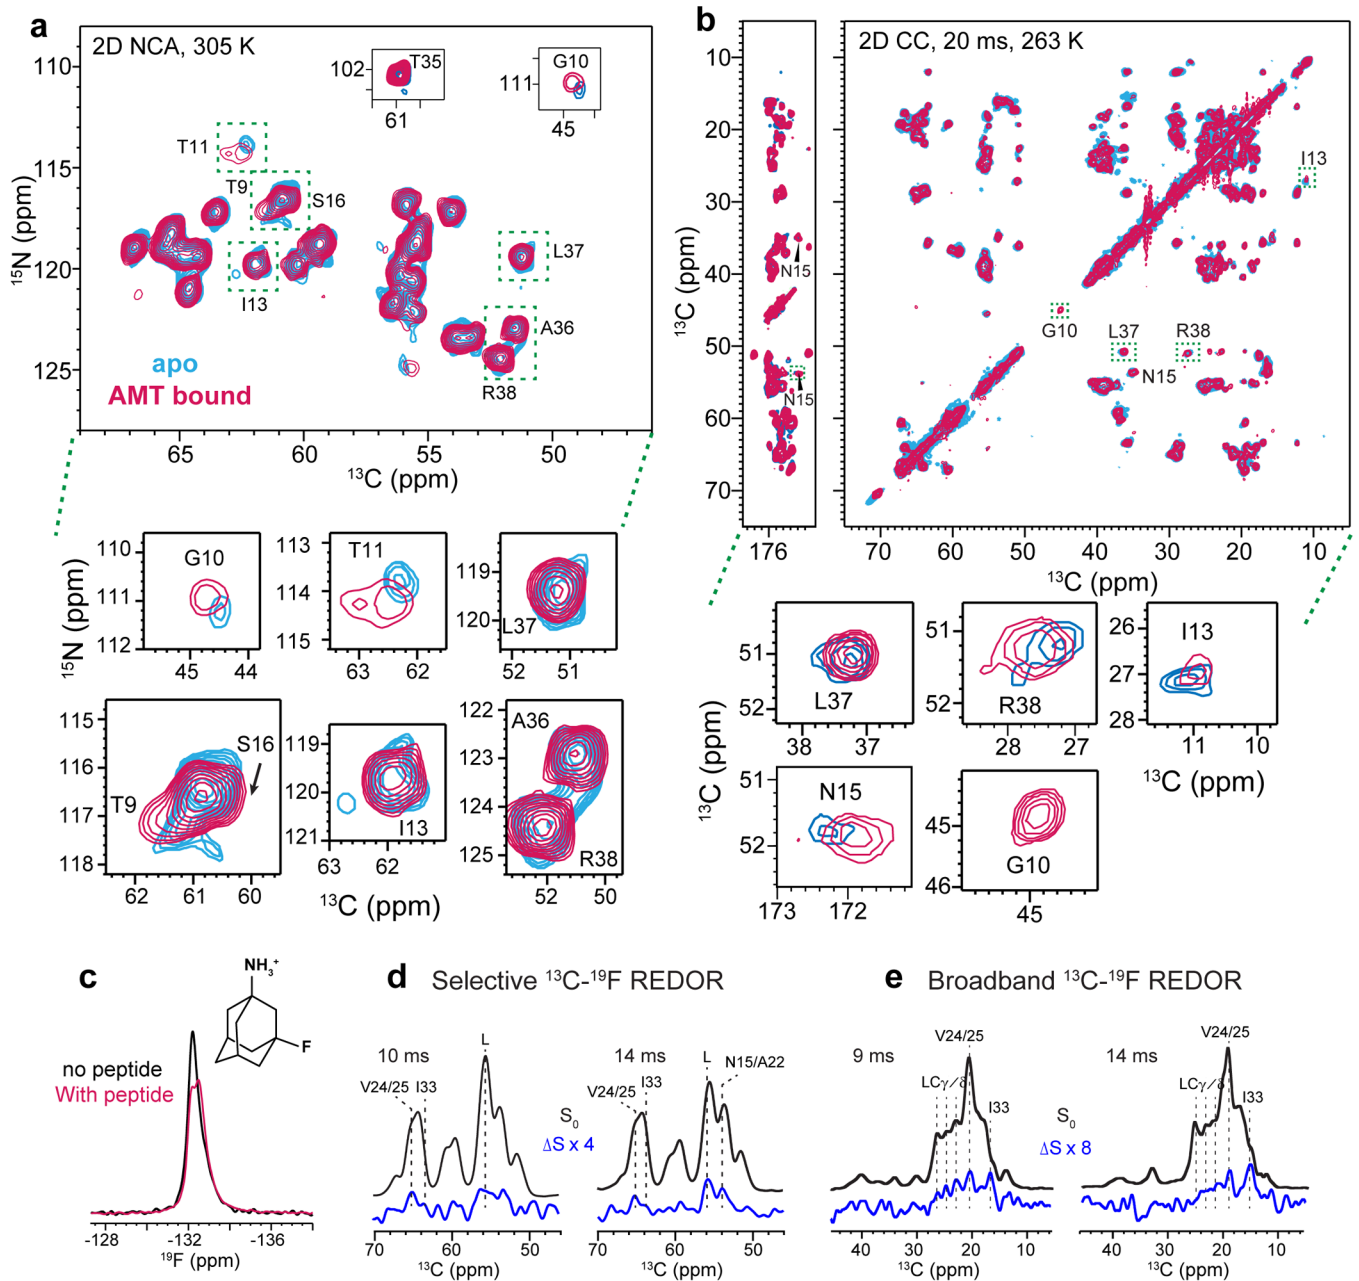 a
2D NCA, 305 K
T35
102
61
G10
111
45
T11
T9
S16
I13
L37
A36
R38
apo
AMT bound
110
115
120
125
15N (ppm)
65
60
55
50
13C (ppm)
G10
110
111
112
45
44
15N (ppm)
T11
113
114
115
63
62
L37
119
120
52
51
S16
T9
115
116
117
118
62
61
60
I13
119
120
121
63
62
A36
R38
122
123
124
125
52
50
13C (ppm)
b
2D CC, 20 ms, 263 K
10
20
30
40
50
60
70
13C (ppm)
N15
N15
176
I13
G10
L37
R38
N15
70
60
50
40
30
20
10
13C (ppm)
L37
51
52
38
37
R38
51
52
28
27
I13
26
27
28
11
10
13C (ppm)
N15
51
52
173
172
G10
45
46
45
13C (ppm)
c
NH3+
F
no peptide
With peptide
-128
-132
-136
19F (ppm)
d
Selective 13C-19F REDOR
10 ms
V24/25
I33
L
S0
ΔS x 4
70
60
50
13C (ppm)
14 ms
V24/25
I33
L
N15/A22
70
60
50
13C (ppm)
e
Broadband 13C-19F REDOR
9 ms
V24/25
LCγ/δ
I33
S0
ΔS x 8
40
30
20
10
13C (ppm)
14 ms
V24/25
LCγ/δ
I33
40
30
20
10
13C (ppm)